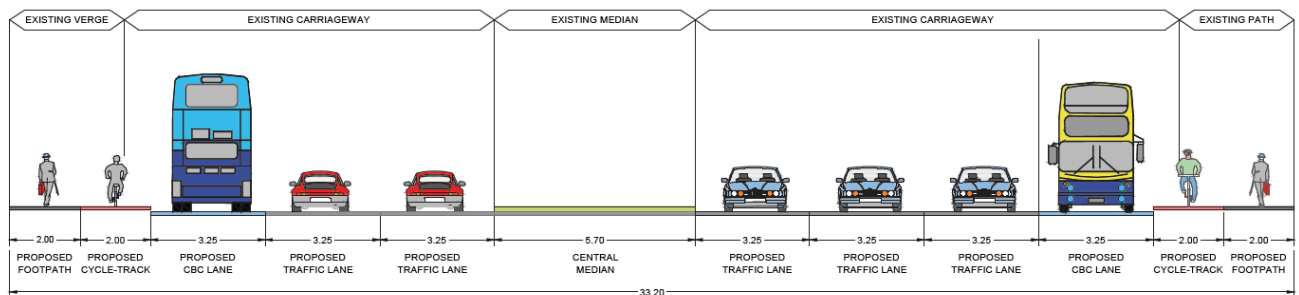 EXISTING VERGE EXISTING CARRIAGEWAY EXISTING MEDIAN EXISTING CARRIAGEWAY EXISTING PATH
2.00 2.00 3.25 3.25 3.25 5.70 3.25 3.25 3.25 3.25 2.00 2.00
PROPOSED PROPOSED PROPOSED PROPOSED PROPOSED CENTRAL PROPOSED PROPOSED PROPOSED PROPOSED PROPOSED PROPOSED
FOOTPATH CYCLE-TRACK CBC LANE TRAFFIC LANE TRAFFIC LANE MEDIAN TRAFFIC LANE TRAFFIC LANE TRAFFIC LANE CBC LANE CYCLE-TRACK FOOTPATH
33.20